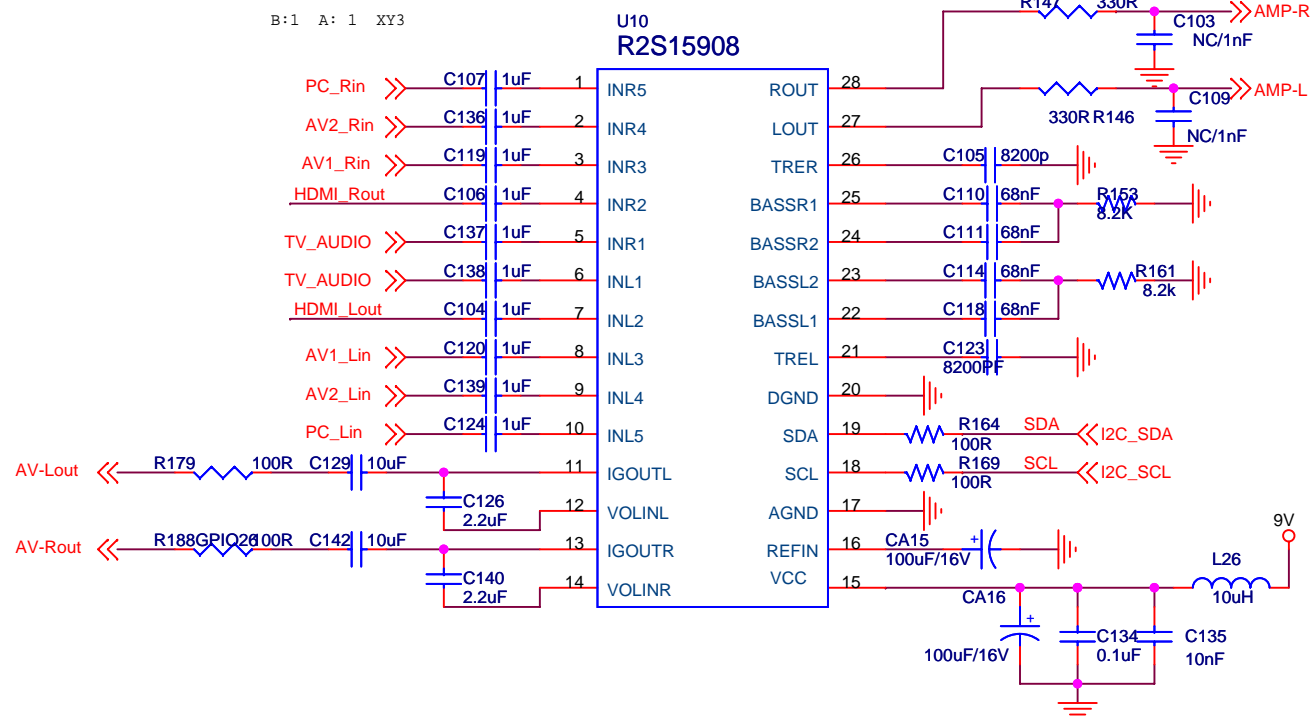 B:1 A: 1 XY3
U10
R2S15908
R147 330R
C103
NC/1nF
AMP-R
PC_Rin C107 1uF 1 INR5
ROUT 28
C109
NC/1nF
AMP-L
AV2_Rin C136 1uF 2 INR4
LOUT 27
330R R146
AV1_Rin C119 1uF 3 INR3
TRER 26 C105 8200p
HDMI_Rout C106 1uF 4 INR2
BASSR1 25 C110 68nF R153
8.2K
TV_AUDIO C137 1uF 5 INR1
BASSR2 24 C111 68nF
TV_AUDIO C138 1uF 6 INL1
BASSL2 23 C114 68nF R161
8.2k
HDMI_Lout C104 1uF 7 INL2
BASSL1 22 C118 68nF
AV1_Lin C120 1uF 8 INL3
TREL 21 C123
8200PF
AV2_Lin C139 1uF 9 INL4
DGND 20
PC_Lin C124 1uF 10 INL5
SDA 19 R164 SDA I2C_SDA
100R
AV-Lout R179 100R C129 10uF 11 IGOUTL
SCL 18 R169 SCL I2C_SCL
100R
C126
2.2uF
12 VOLINL
AGND 17
AV-Rout R188GPIO26100R C142 10uF 13 IGOUTR
REFIN 16 CA15
100uF/16V
9V
L26
10uH
C140
2.2uF
14 VOLINR
VCC 15
CA16
100uF/16V
C134
0.1uF
C135
10nF
+
+